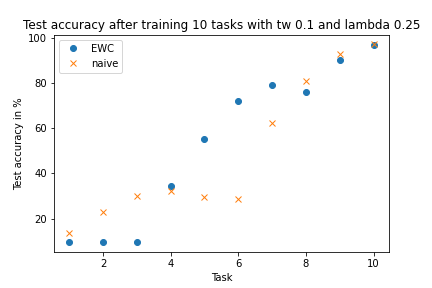 Test accuracy after training 10 tasks with tw 0.1 and lambda 0.25
100
EWC
naive
80
60
40
20
Test accuracy in %
2
4
6
8
10
Task